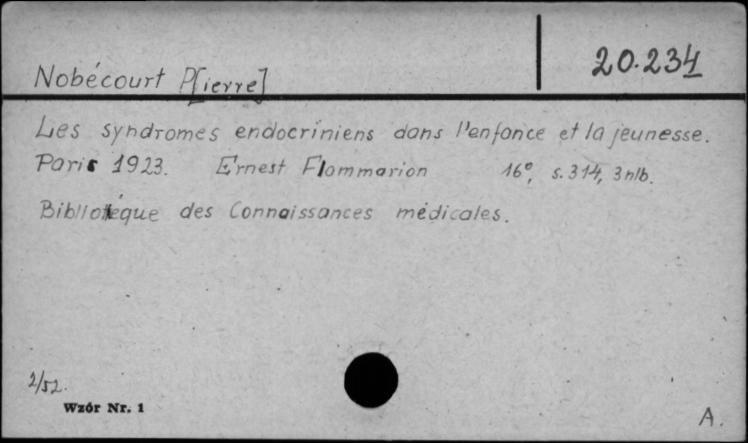 20.234
Nobécourt P[ierre]
Les syndromes endocriniens dans l'enfance et la jeunesse.
Paris 1923. Ernest Flammarion 16°, s. 314, 3 nlb.
Bibliotéque des Connaissances médicales.
2/52.
Wzór Nr. 1
A.